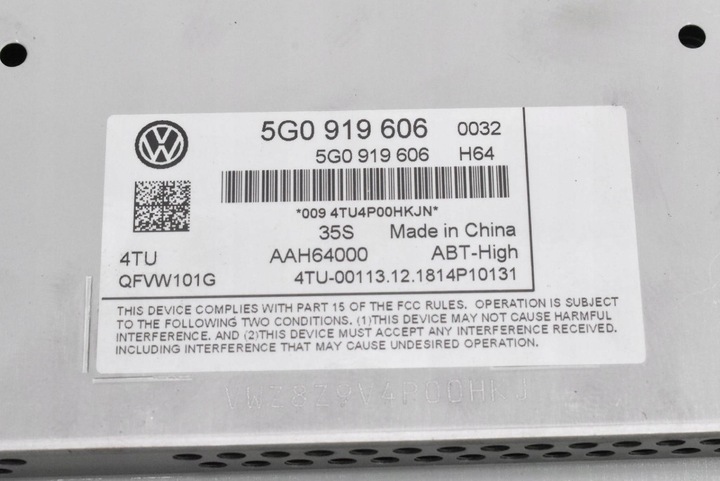 5G0 919 606 0032
5G0 919 606 H64
*009 4TU4P00HKJN*
35S Made in China
4TU AAH64000 ABT-High
QFVW101G 4TU-00113.12.1814P10131
THIS DEVICE COMPLIES WITH PART 15 OF THE FCC RULES. OPERATION IS SUBJECT
TO THE FOLLOWING TWO CONDITIONS. (1)THIS DEVICE MAY NOT CAUSE HARMFUL
INTERFERENCE. AND (2)THIS DEVICE MUST ACCEPT ANY INTERFERENCE RECEIVED.
INCLUDING INTERFERENCE THAT MAY CAUSE UNDESIRED OPERATION.
VWZ8Z9V4P00HKJ